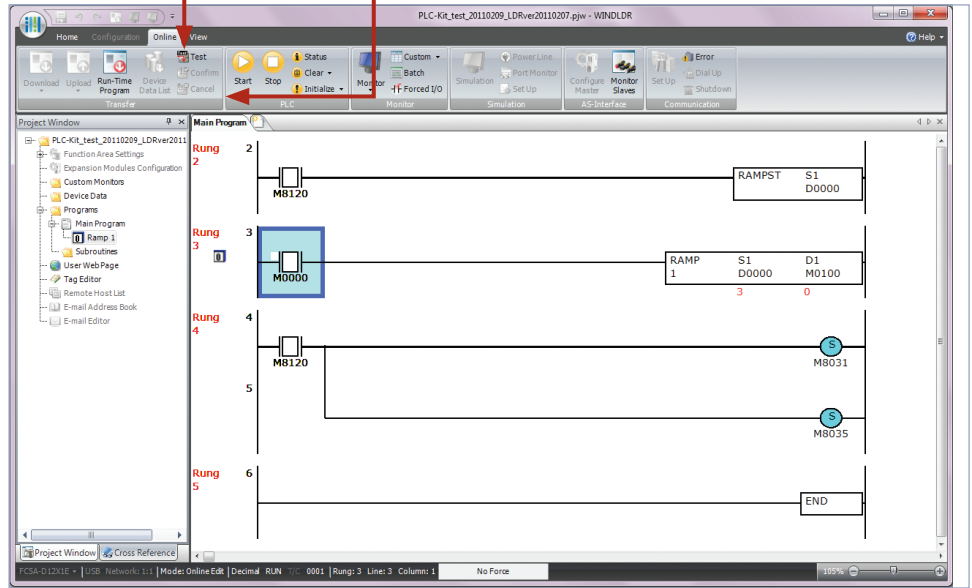 PLC-Kit_test_20110209_LDRver20110207.pjw - WINDLDR
Home Configuration Online View Help
Download Upload Run-Time Program Device Data List Test Confirm Cancel
Start Stop Status Clear Initialize
Monitor Custom Batch Forced I/O
Simulation Power Line Port Monitor Set Up
Configure Master Monitor Slaves
Set Up Error Dial Up Shutdown
Transfer PLC Monitor Simulation AS-Interface Communication
Project Window
Main Program
PLC-Kit_test_20110209_LDRver2011
Function Area Settings
Expansion Modules Configuration
Custom Monitors
Device Data
Programs
Main Program
Ramp 1
Subroutines
User Web Page
Tag Editor
Remote Host List
E-mail Address Book
E-mail Editor
Rung 2
2
M8120
RAMPST S1
D0000
Rung 3
3
M0000
RAMP S1 D1
1 D0000 M0100
3 0
Rung 4
4
M8120
S
M8031
5
S
M8035
Rung 6
5
END
Project Window Cross Reference
FC5A-D12X1E USB Network: 1:1 Mode: Online Edit Decimal RUN T/C 0001 Rung: 3 Line: 3 Column: 1 No Force 105%